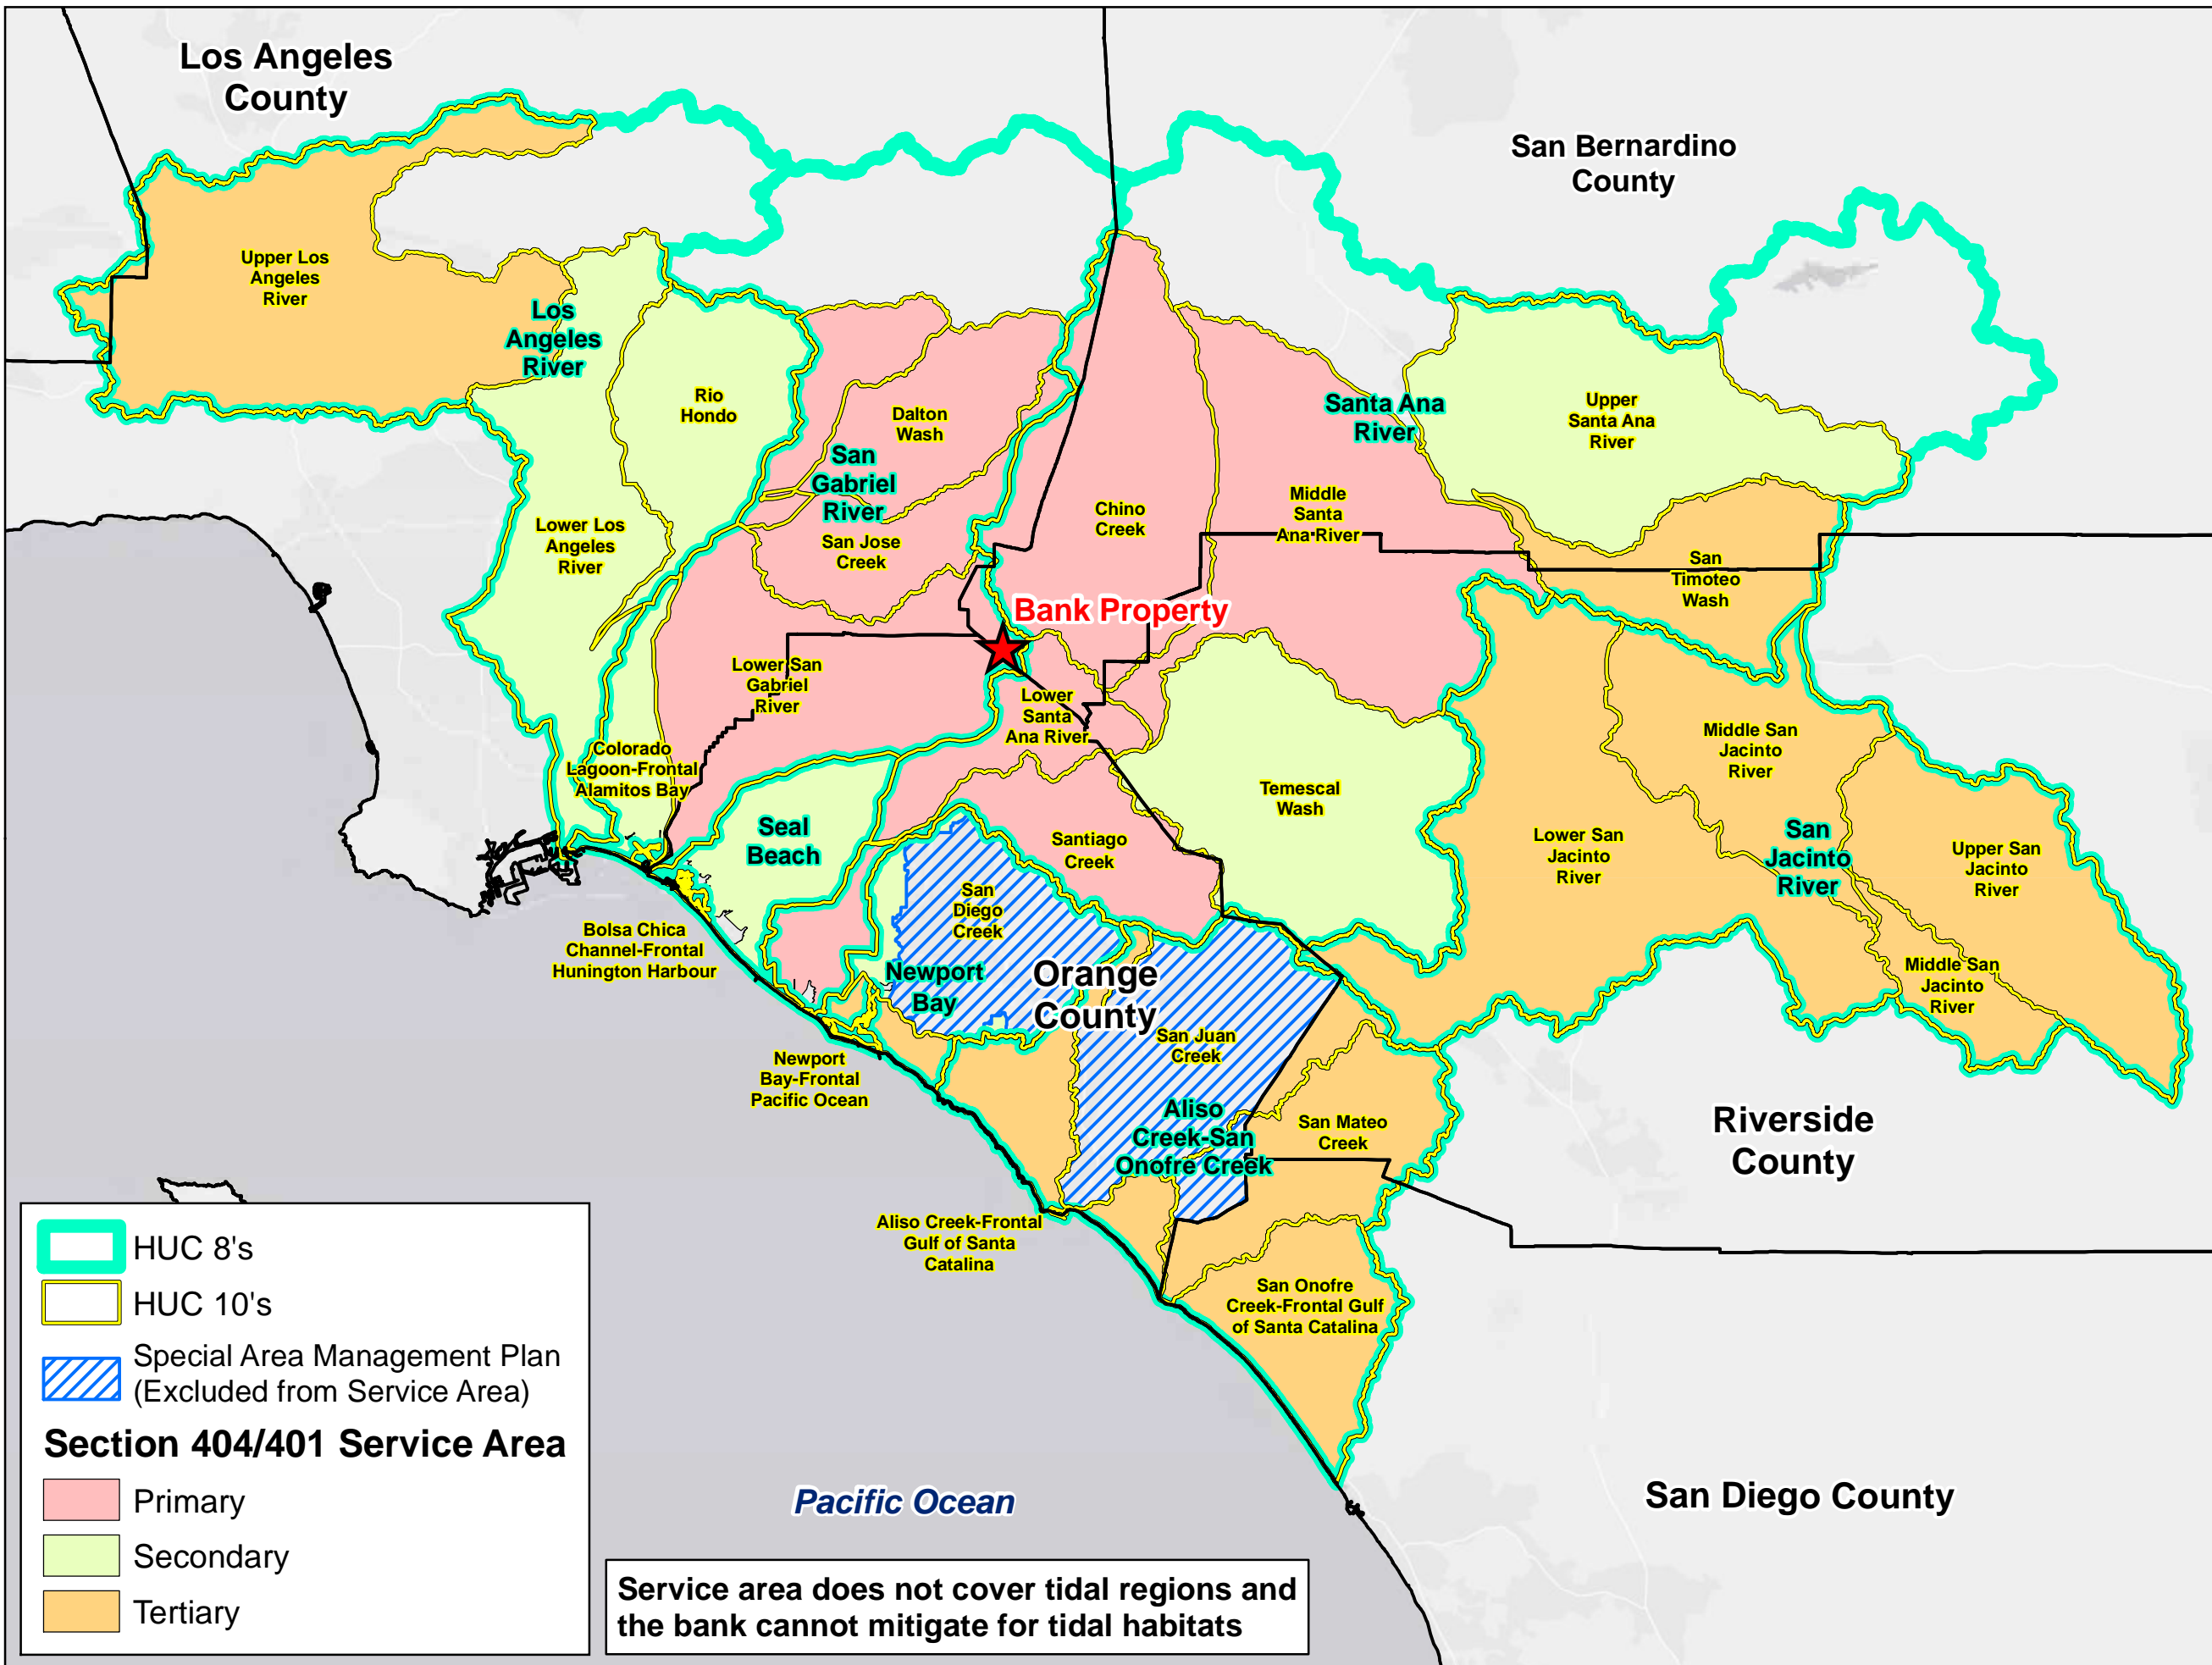 Los Angeles
County
San Bernardino
County
Upper Los
Angeles
River
Los
Angeles
River
Rio
Hondo
Dalton
Wash
San
Gabriel
River
San Jose
Creek
Lower Los
Angeles
River
Chino
Creek
Middle
Santa
Ana River
Santa Ana
River
Upper
Santa Ana
River
San
Timoteo
Wash
Bank Property
Lower San
Gabriel
River
Lower
Santa
Ana River
Colorado
Lagoon-Frontal
Alamitos Bay
Seal
Beach
Temescal
Wash
Santiago
Creek
San
Diego
Creek
Middle San
Jacinto
River
Lower San
Jacinto
River
San
Jacinto
River
Upper San
Jacinto
River
Middle San
Jacinto
River
Bolsa Chica
Channel-Frontal
Hunington Harbour
Newport
Bay
Orange
County
San Juan
Creek
Newport
Bay-Frontal
Pacific Ocean
Aliso
Creek-San
Onofre Creek
San Mateo
Creek
Riverside
County
Aliso Creek-Frontal
Gulf of Santa
Catalina
San Onofre
Creek-Frontal Gulf
of Santa Catalina
Pacific Ocean
San Diego County
HUC 8's
HUC 10's
Special Area Management Plan
(Excluded from Service Area)
Section 404/401 Service Area
Primary
Secondary
Tertiary
Service area does not cover tidal regions and
the bank cannot mitigate for tidal habitats